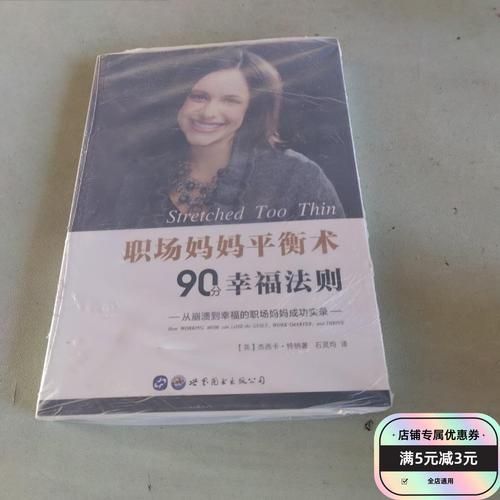 Stretched Too Thin
职场妈妈平衡术
90分幸福法则
—从崩溃到幸福的职场妈妈成功实录—
How WORKING MOMS can LOSE the GUILT, WORK SMARTER, and THRIVE
【美】杰西卡·特纳著 石灵均 译
世界图书出版公司
店铺专属优惠券
满5元减3元
全店通用